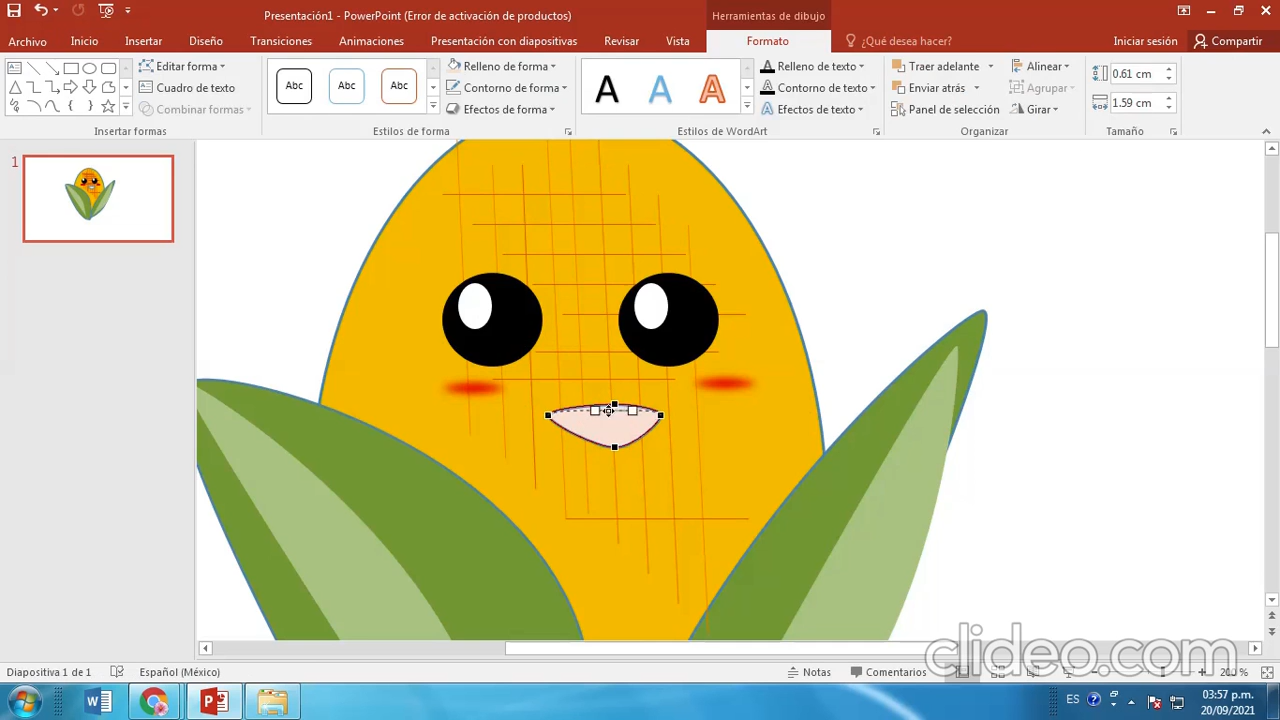 Presentación1 - PowerPoint (Error de activación de productos)
Herramientas de dibujo
Archivo Inicio Insertar Diseño Transiciones Animaciones Presentación con diapositivas Revisar Vista Formato ¿Qué desea hacer? Iniciar sesión Compartir
Editar forma
Cuadro de texto
Combinar formas
Insertar formas
Abc Abc Abc
Relleno de forma
Contorno de forma
Efectos de forma
Estilos de forma
A A A
Relleno de texto
Contorno de texto
Efectos de texto
Estilos de WordArt
Traer adelante
Enviar atrás
Panel de selección
Alinear
Agrupar
Girar
Organizar
0.61 cm
1.59 cm
Tamaño
1
clideo.com
Diapositiva 1 de 1 Español (México) Notas Comentarios
ES 03:57 p.m.
20/09/2021